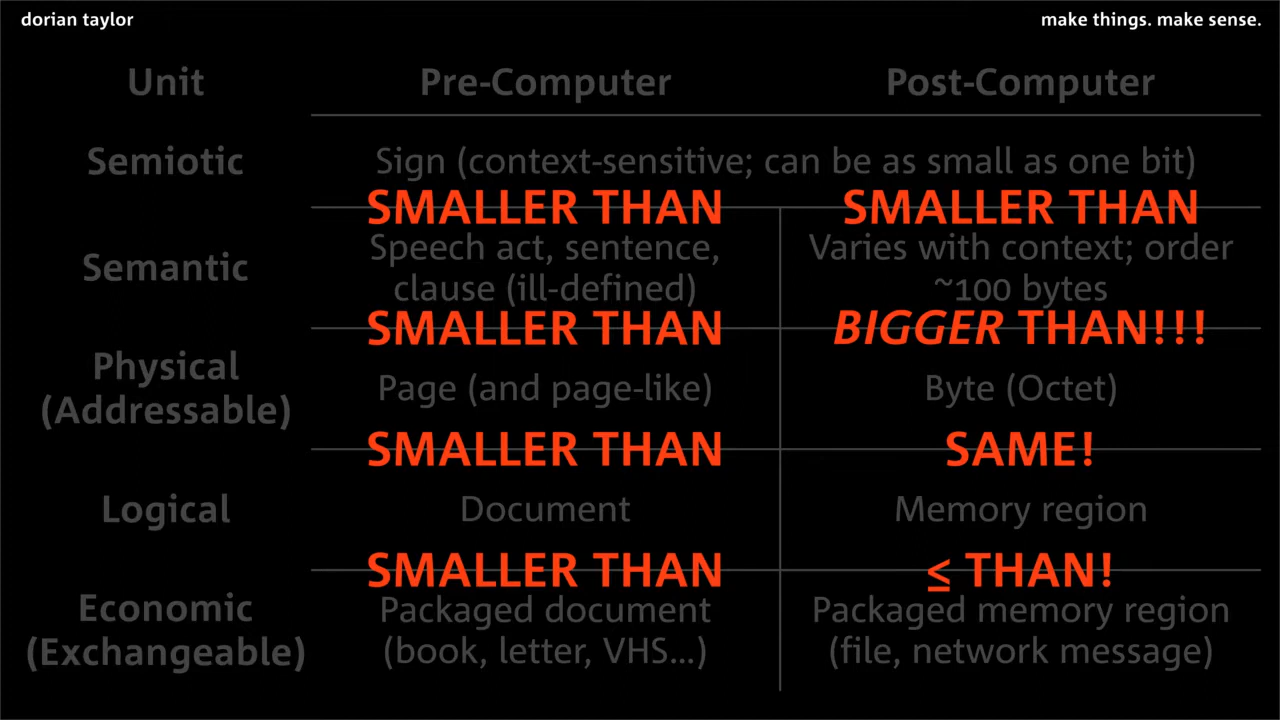 dorian taylor
make things. make sense.
Unit
Pre-Computer
Post-Computer
Semiotic
Sign (context-sensitive; can be as small as one bit)
SMALLER THAN
SMALLER THAN
Semantic
Speech act, sentence,
clause (ill-defined)
Varies with context; order
~100 bytes
SMALLER THAN
BIGGER THAN!!!
Physical
(Addressable)
Page (and page-like)
Byte (Octet)
SMALLER THAN
SAME!
Logical
Document
Memory region
SMALLER THAN
≤ THAN!
Economic
(Exchangeable)
Packaged document
(book, letter, VHS...)
Packaged memory region
(file, network message)